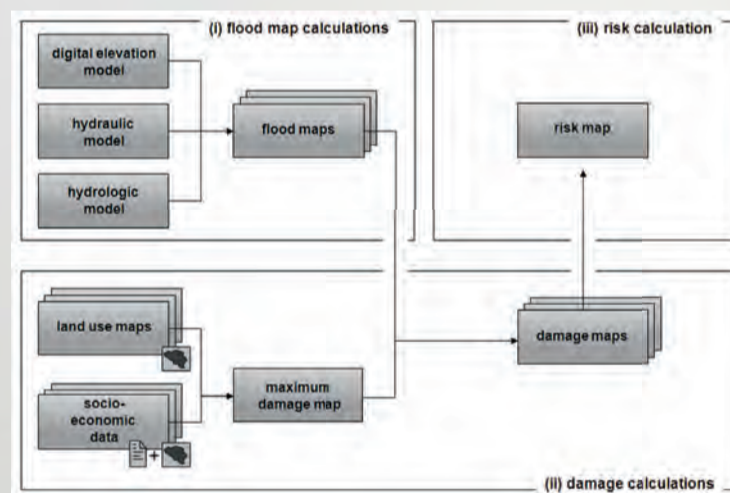 (i) flood map calculations
digital elevation
model
hydraulic
model
hydrologic
model
flood maps
(iii) risk calculation
risk map
land use maps
socio-
economic
data
+
maximum
damage map
damage maps
(ii) damage calculations